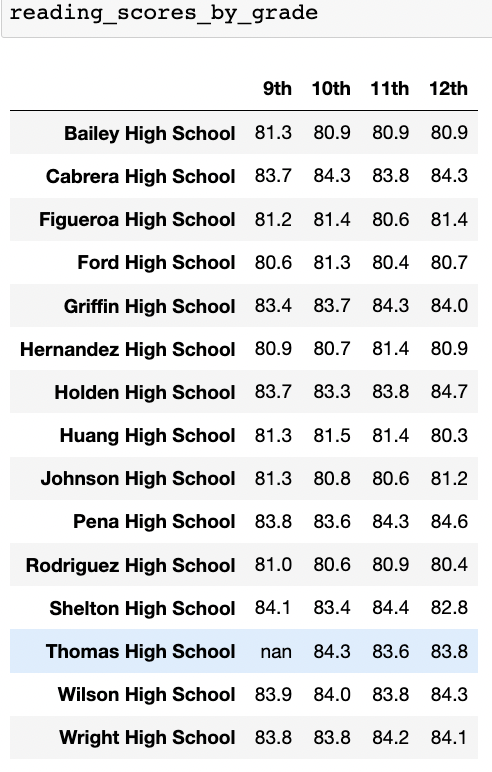 reading_scores_by_grade
9th 10th 11th 12th
Bailey High School 81.3 80.9 80.9 80.9
Cabrera High School 83.7 84.3 83.8 84.3
Figueroa High School 81.2 81.4 80.6 81.4
Ford High School 80.6 81.3 80.4 80.7
Griffin High School 83.4 83.7 84.3 84.0
Hernandez High School 80.9 80.7 81.4 80.9
Holden High School 83.7 83.3 83.8 84.7
Huang High School 81.3 81.5 81.4 80.3
Johnson High School 81.3 80.8 80.6 81.2
Pena High School 83.8 83.6 84.3 84.6
Rodriguez High School 81.0 80.6 80.9 80.4
Shelton High School 84.1 83.4 84.4 82.8
Thomas High School nan 84.3 83.6 83.8
Wilson High School 83.9 84.0 83.8 84.3
Wright High School 83.8 83.8 84.2 84.1